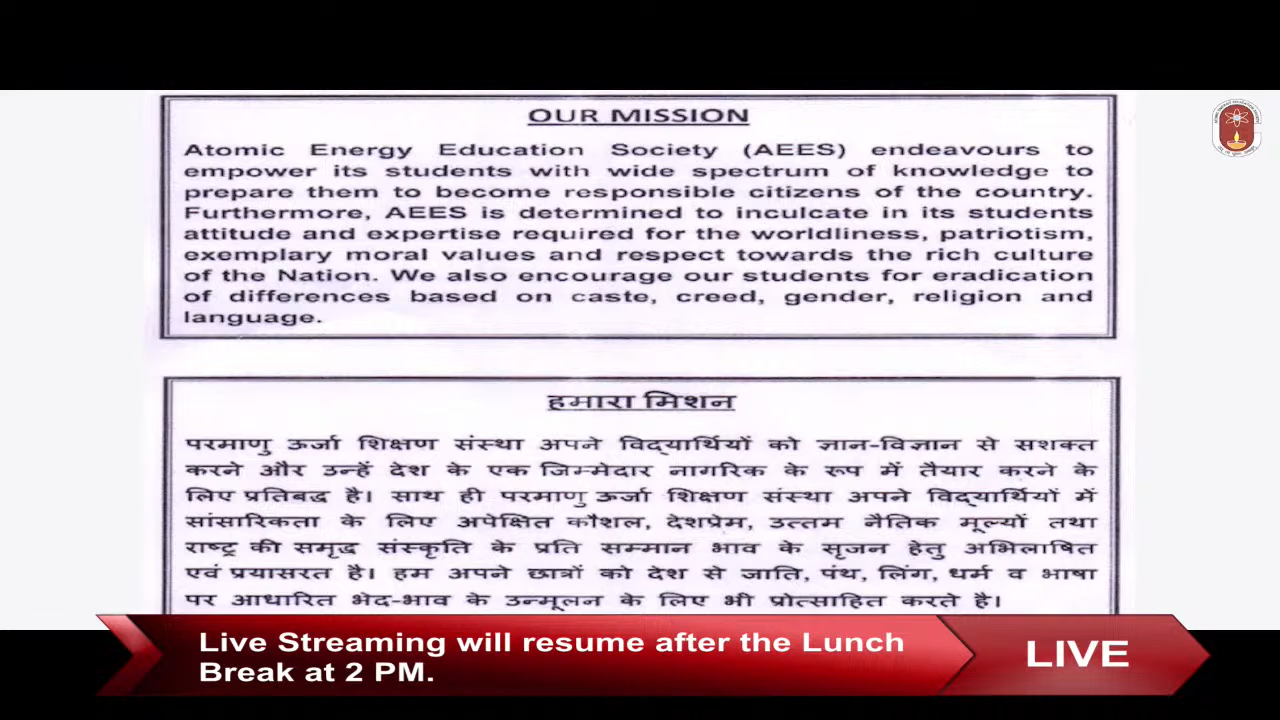 OUR MISSION
Atomic Energy Education Society (AEES) endeavours to
empower its students with wide spectrum of knowledge to
prepare them to become responsible citizens of the country.
Furthermore, AEES is determined to inculcate in its students
attitude and expertise required for the worldliness, patriotism,
exemplary moral values and respect towards the rich culture
of the Nation. We also encourage our students for eradication
of differences based on caste, creed, gender, religion and
language.
हमारा मिशन
परमाणु ऊर्जा शिक्षण संस्था अपने विद्यार्थियों को ज्ञान-विज्ञान से सशक्त
करने और उन्हें देश के एक जिम्मेदार नागरिक के रूप में तैयार करने के
लिए प्रतिबद्ध है। साथ ही परमाणु ऊर्जा शिक्षण संस्था अपने विद्यार्थियों में
सांसारिकता के लिए अपेक्षित कौशल, देशप्रेम, उत्तम नैतिक मूल्यों तथा
राष्ट्र की समृद्ध संस्कृति के प्रति सम्मान भाव के सृजन हेतु अभिलाषित
एवं प्रयासरत है। हम अपने छात्रों को देश से जाति, पंथ, लिंग, धर्म व भाषा
पर आधारित भेद-भाव के उन्मूलन के लिए भी प्रोत्साहित करते है।
Live Streaming will resume after the Lunch
Break at 2 PM.
LIVE